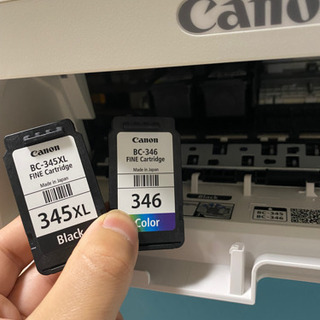 Canon
Canon
BC-345XL
FINE Cartridge
Made in Japan
345XL
Black
Canon
BC-346
FINE Cartridge
Made in Japan
346
Color
BC-345
BC-346